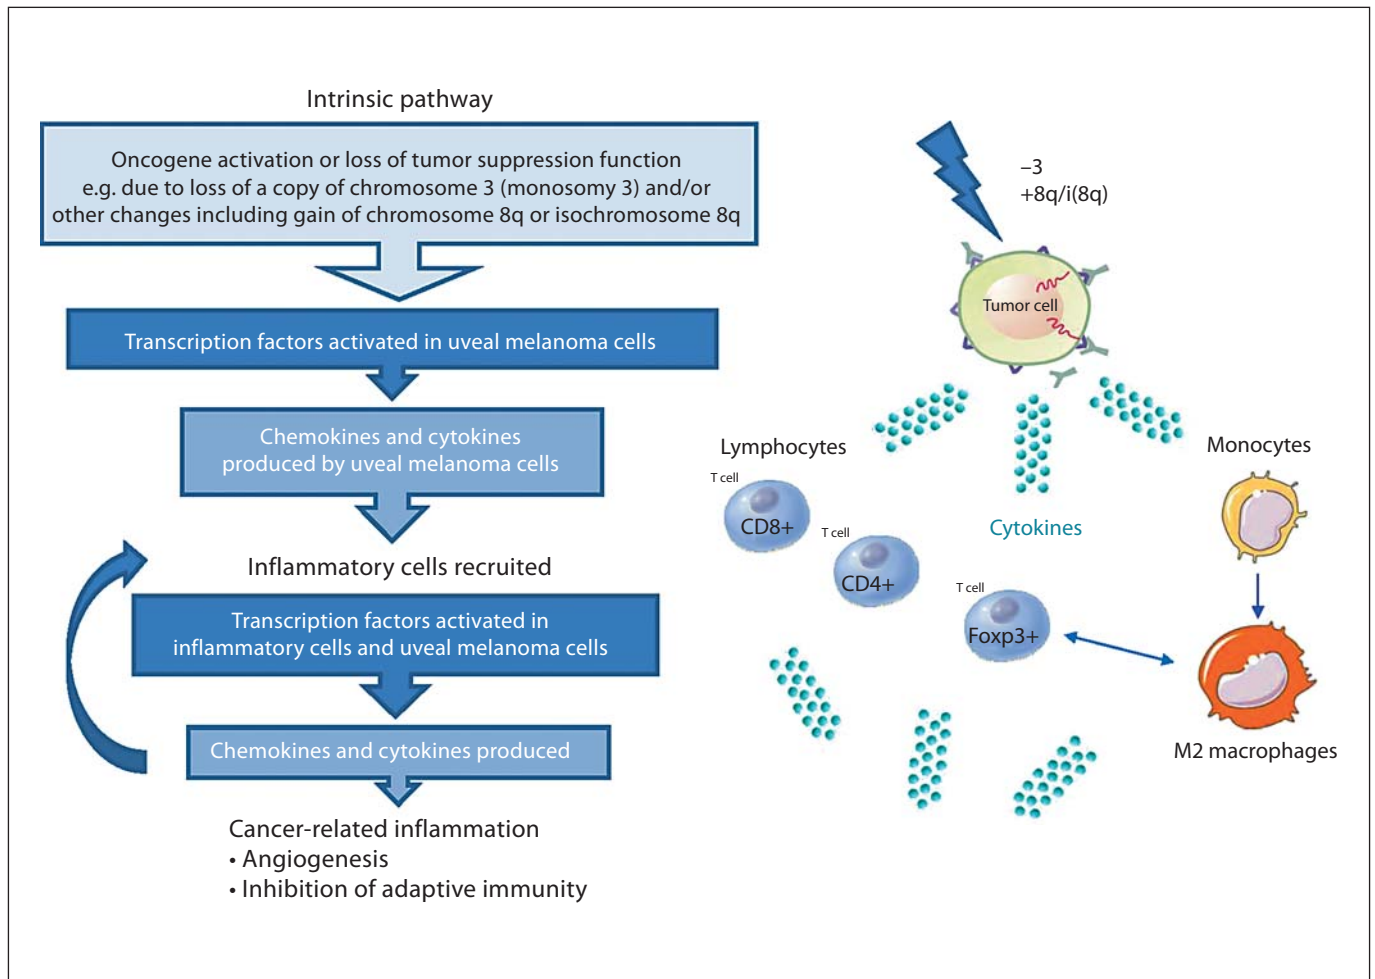 Intrinsic pathway
Oncogene activation or loss of tumor suppression function
e.g. due to loss of a copy of chromosome 3 (monosomy 3) and/or
other changes including gain of chromosome 8q or isochromosome 8q
Transcription factors activated in uveal melanoma cells
Chemokines and cytokines
produced by uveal melanoma cells
Inflammatory cells recruited
Transcription factors activated in
inflammatory cells and uveal melanoma cells
Chemokines and cytokines produced
Cancer-related inflammation
• Angiogenesis
• Inhibition of adaptive immunity
–3
+8q/i(8q)
Tumor cell
Lymphocytes
Monocytes
T cell
CD8+
T cell
CD4+
Cytokines
T cell
Foxp3+
M2 macrophages